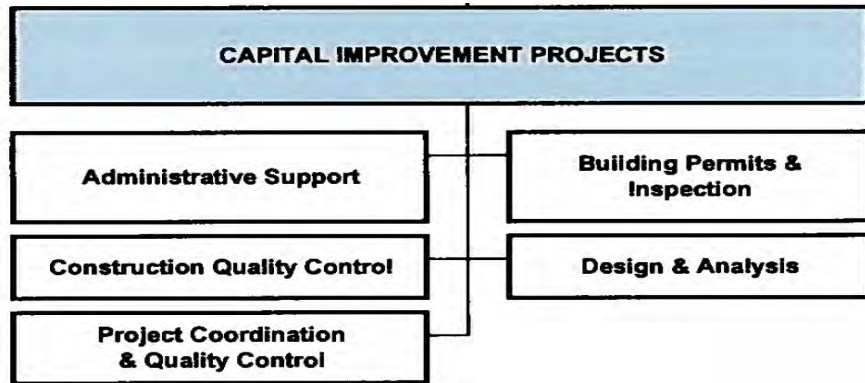 CAPITAL IMPROVEMENT PROJECTS
Administrative Support
Building Permits &
Inspection
Construction Quality Control
Design & Analysis
Project Coordination
& Quality Control